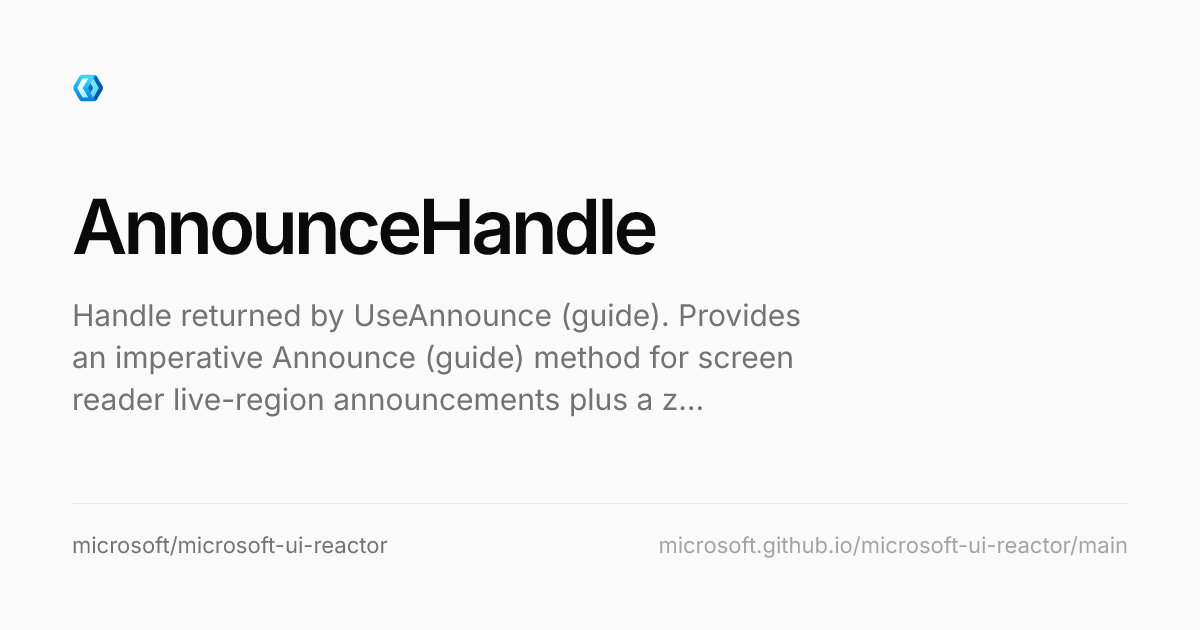 AnnounceHandle
Handle returned by UseAnnounce (guide). Provides
an imperative Announce (guide) method for screen
reader live-region announcements plus a z...
microsoft/microsoft-ui-reactor
microsoft.github.io/microsoft-ui-reactor/main